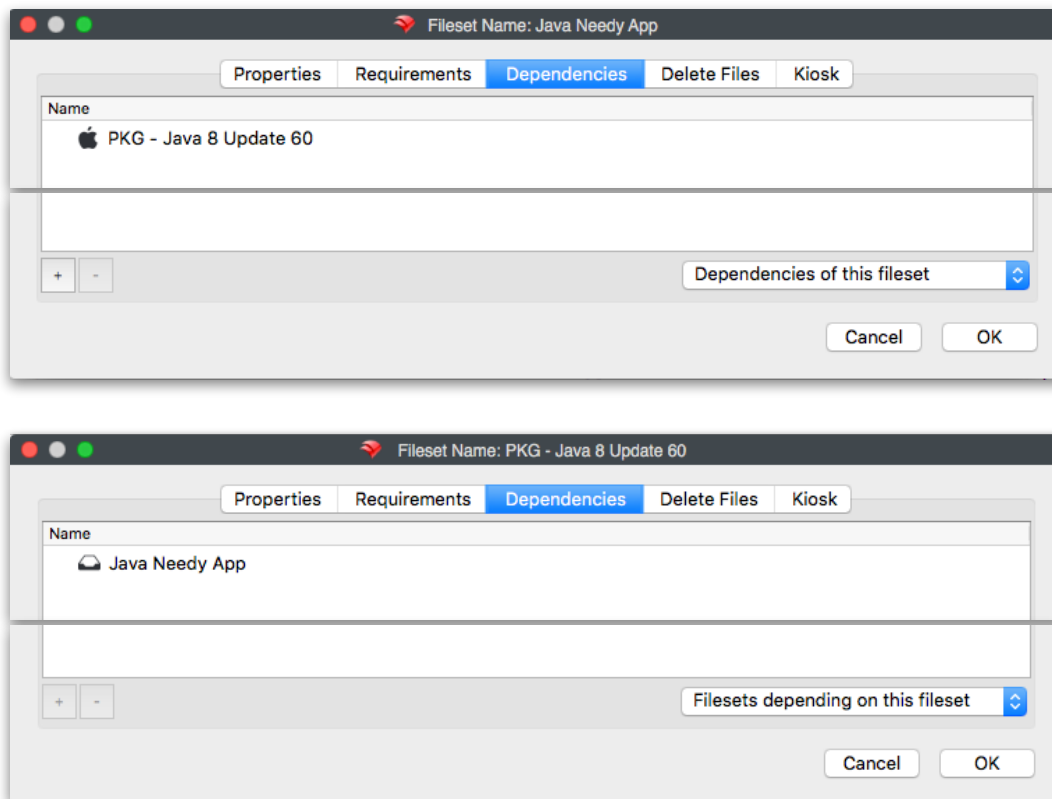 Fileset Name: Java Needy App
Properties Requirements Dependencies Delete Files Kiosk
Name
PKG - Java 8 Update 60
+ - Dependencies of this fileset
Cancel OK
Fileset Name: PKG - Java 8 Update 60
Properties Requirements Dependencies Delete Files Kiosk
Name
Java Needy App
+ - Filesets depending on this fileset
Cancel OK